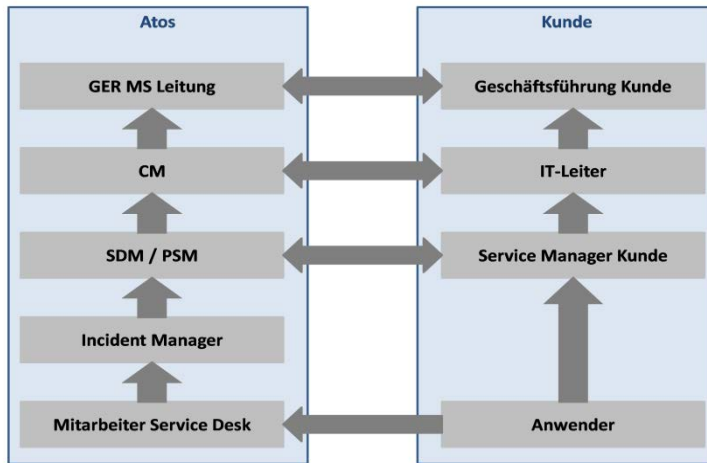 Atos
GER MS Leitung
CM
SDM / PSM
Incident Manager
Mitarbeiter Service Desk
Kunde
Geschäftsführung Kunde
IT-Leiter
Service Manager Kunde
Anwender